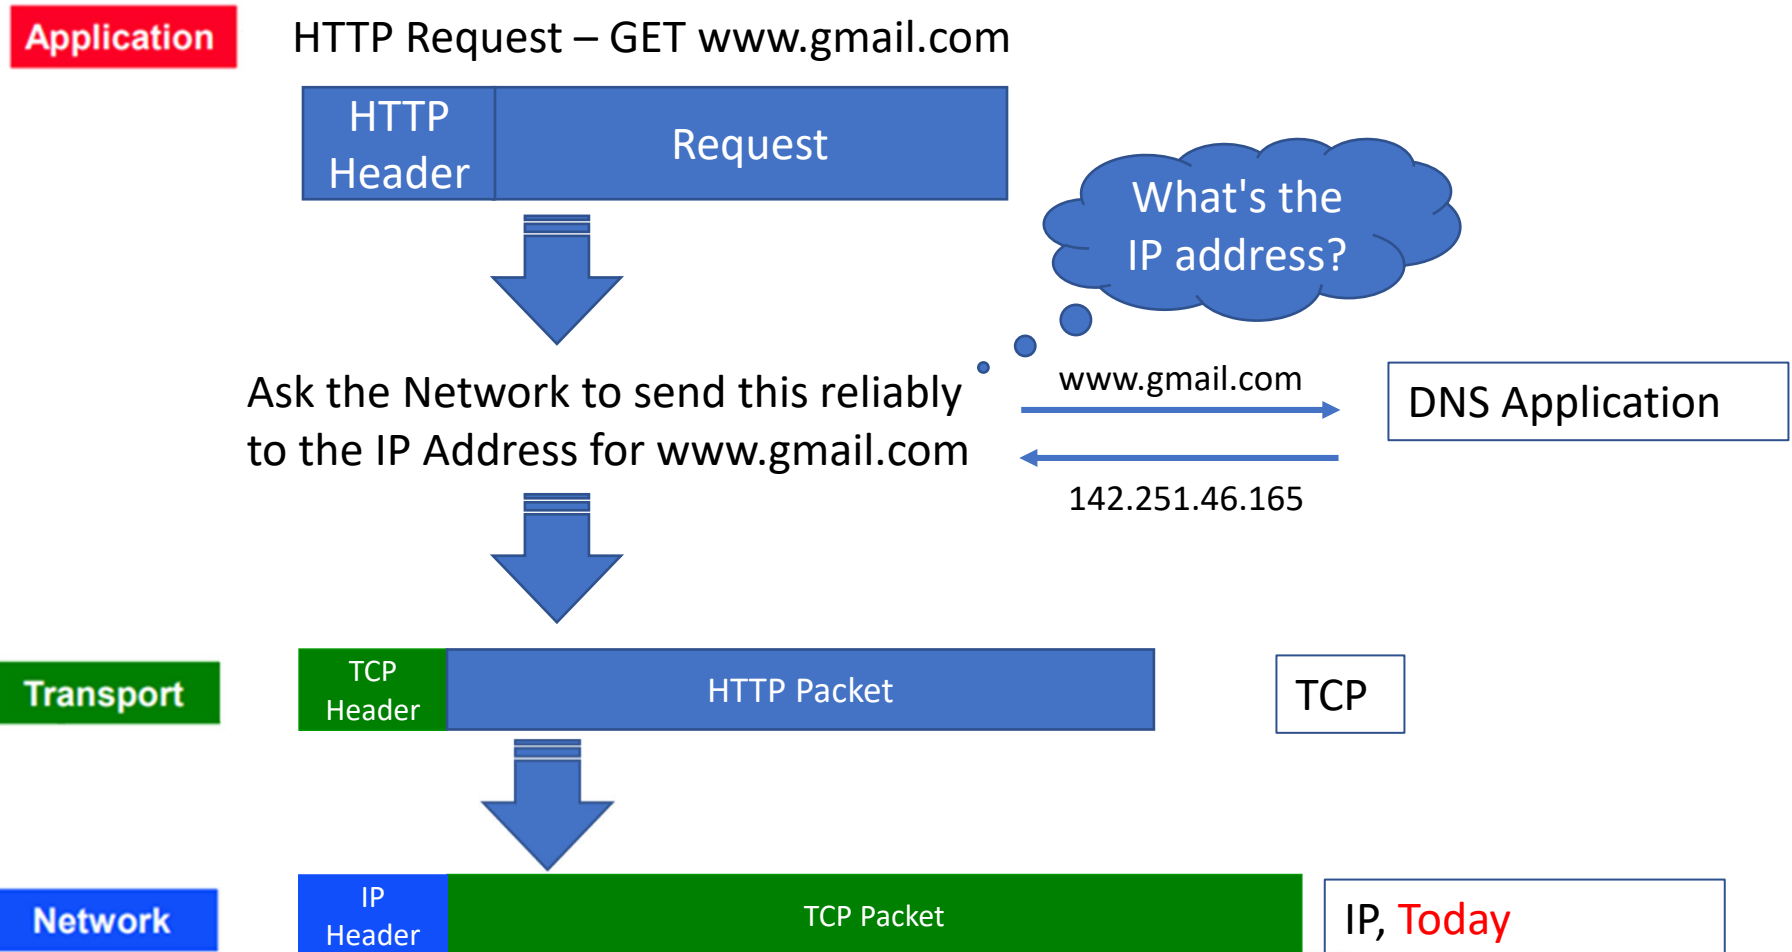 Application
HTTP Request – GET www.gmail.com
HTTP
Header
Request
What's the
IP address?
Ask the Network to send this reliably
to the IP Address for www.gmail.com
www.gmail.com
142.251.46.165
DNS Application
Transport
TCP
Header
HTTP Packet
TCP
Network
IP
Header
TCP Packet
IP, Today